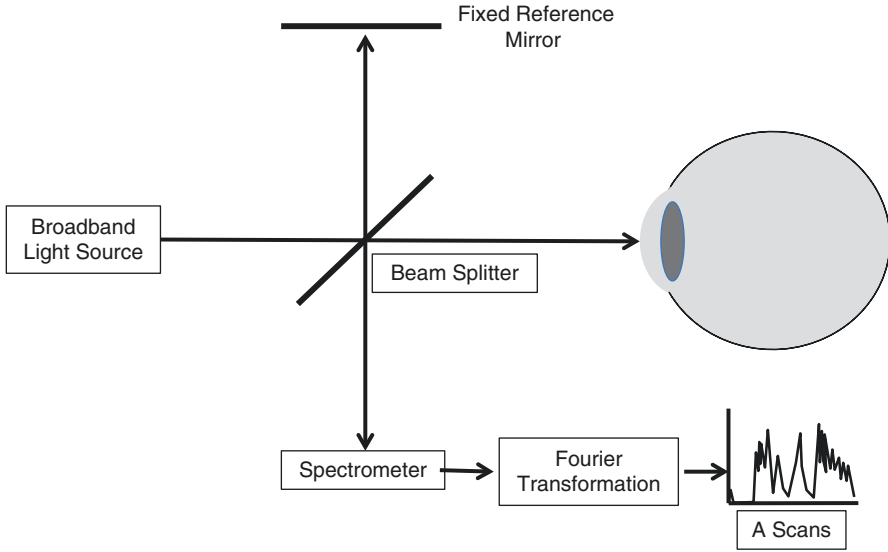 Fixed Reference
Mirror
Broadband
Light Source
Beam Splitter
Spectrometer
Fourier
Transformation
A Scans